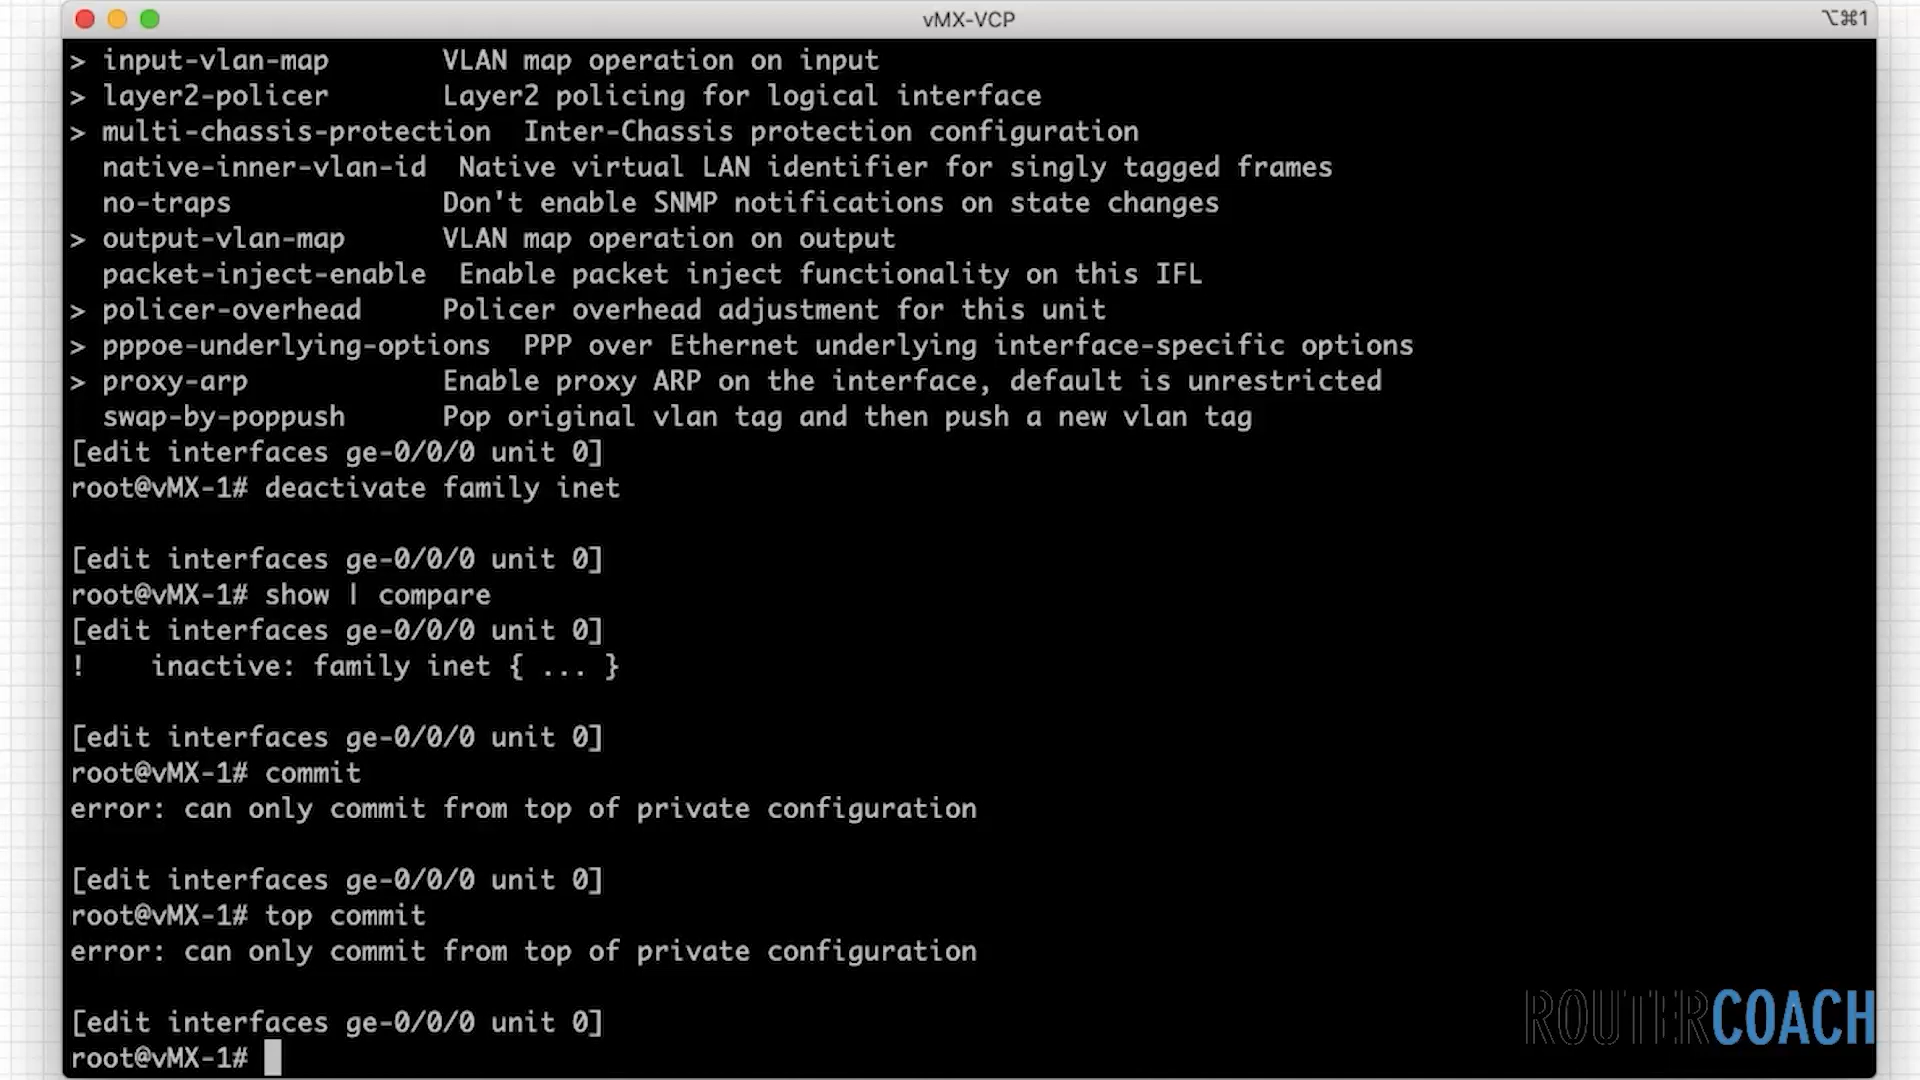 vMX-VCP
⌥⌘1
> input-vlan-map       VLAN map operation on input
> layer2-policer       Layer2 policing for logical interface
> multi-chassis-protection  Inter-Chassis protection configuration
  native-inner-vlan-id  Native virtual LAN identifier for singly tagged frames
  no-traps             Don't enable SNMP notifications on state changes
> output-vlan-map      VLAN map operation on output
  packet-inject-enable  Enable packet inject functionality on this IFL
> policer-overhead     Policer overhead adjustment for this unit
> pppoe-underlying-options  PPP over Ethernet underlying interface-specific options
> proxy-arp            Enable proxy ARP on the interface, default is unrestricted
  swap-by-poppush      Pop original vlan tag and then push a new vlan tag
[edit interfaces ge-0/0/0 unit 0]
root@vMX-1# deactivate family inet
[edit interfaces ge-0/0/0 unit 0]
root@vMX-1# show | compare
[edit interfaces ge-0/0/0 unit 0]
!    inactive: family inet { ... }
[edit interfaces ge-0/0/0 unit 0]
root@vMX-1# commit
error: can only commit from top of private configuration
[edit interfaces ge-0/0/0 unit 0]
root@vMX-1# top commit
error: can only commit from top of private configuration
[edit interfaces ge-0/0/0 unit 0]
root@vMX-1#
ROUTERCOACH